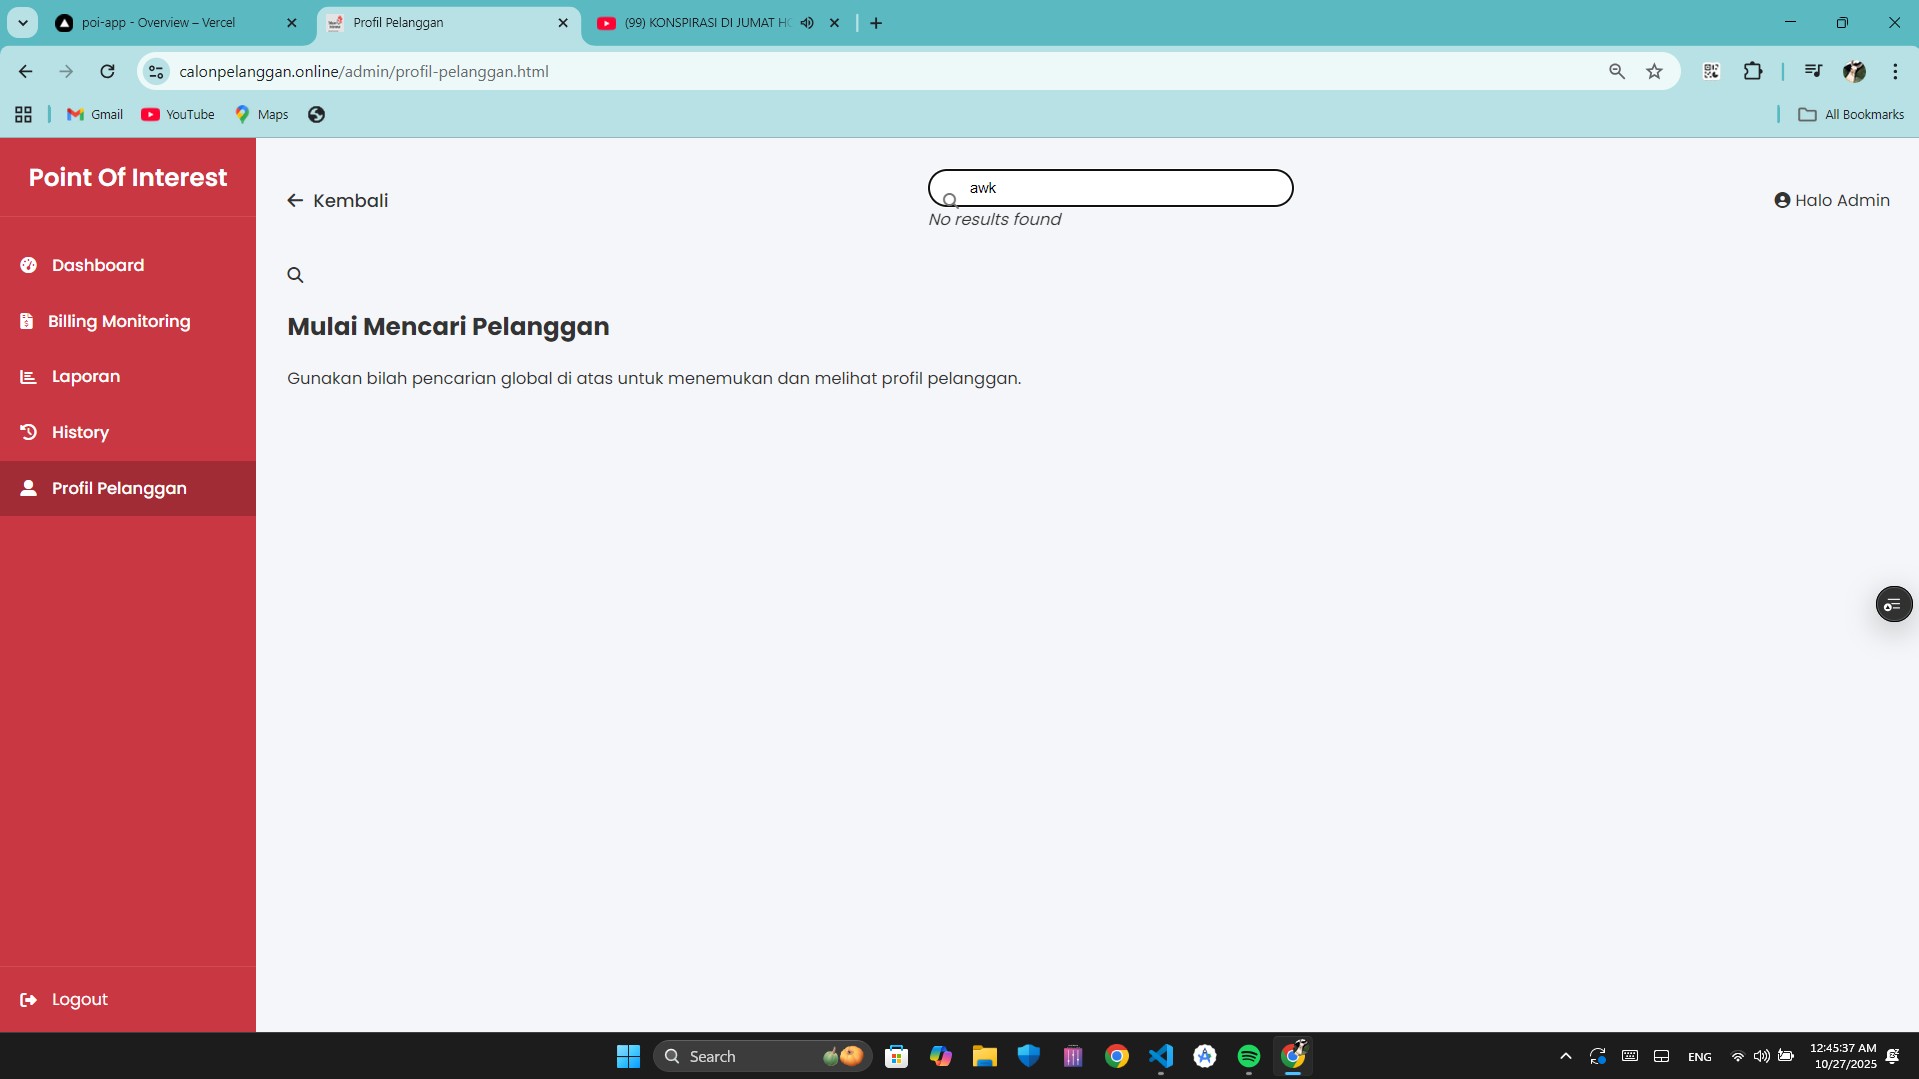 poi-app - Overview – Vercel
Profil Pelanggan
(99) KONSPIRASI DI JUMAT HO
calonpelanggan.online/admin/profil-pelanggan.html
Gmail
YouTube
Maps
All Bookmarks
Point Of Interest
Kembali
awk
No results found
Halo Admin
Dashboard
Billing Monitoring
Laporan
History
Profil Pelanggan
Mulai Mencari Pelanggan
Gunakan bilah pencarian global di atas untuk menemukan dan melihat profil pelanggan.
Logout
Search
ENG
12:45:37 AM
10/27/2025